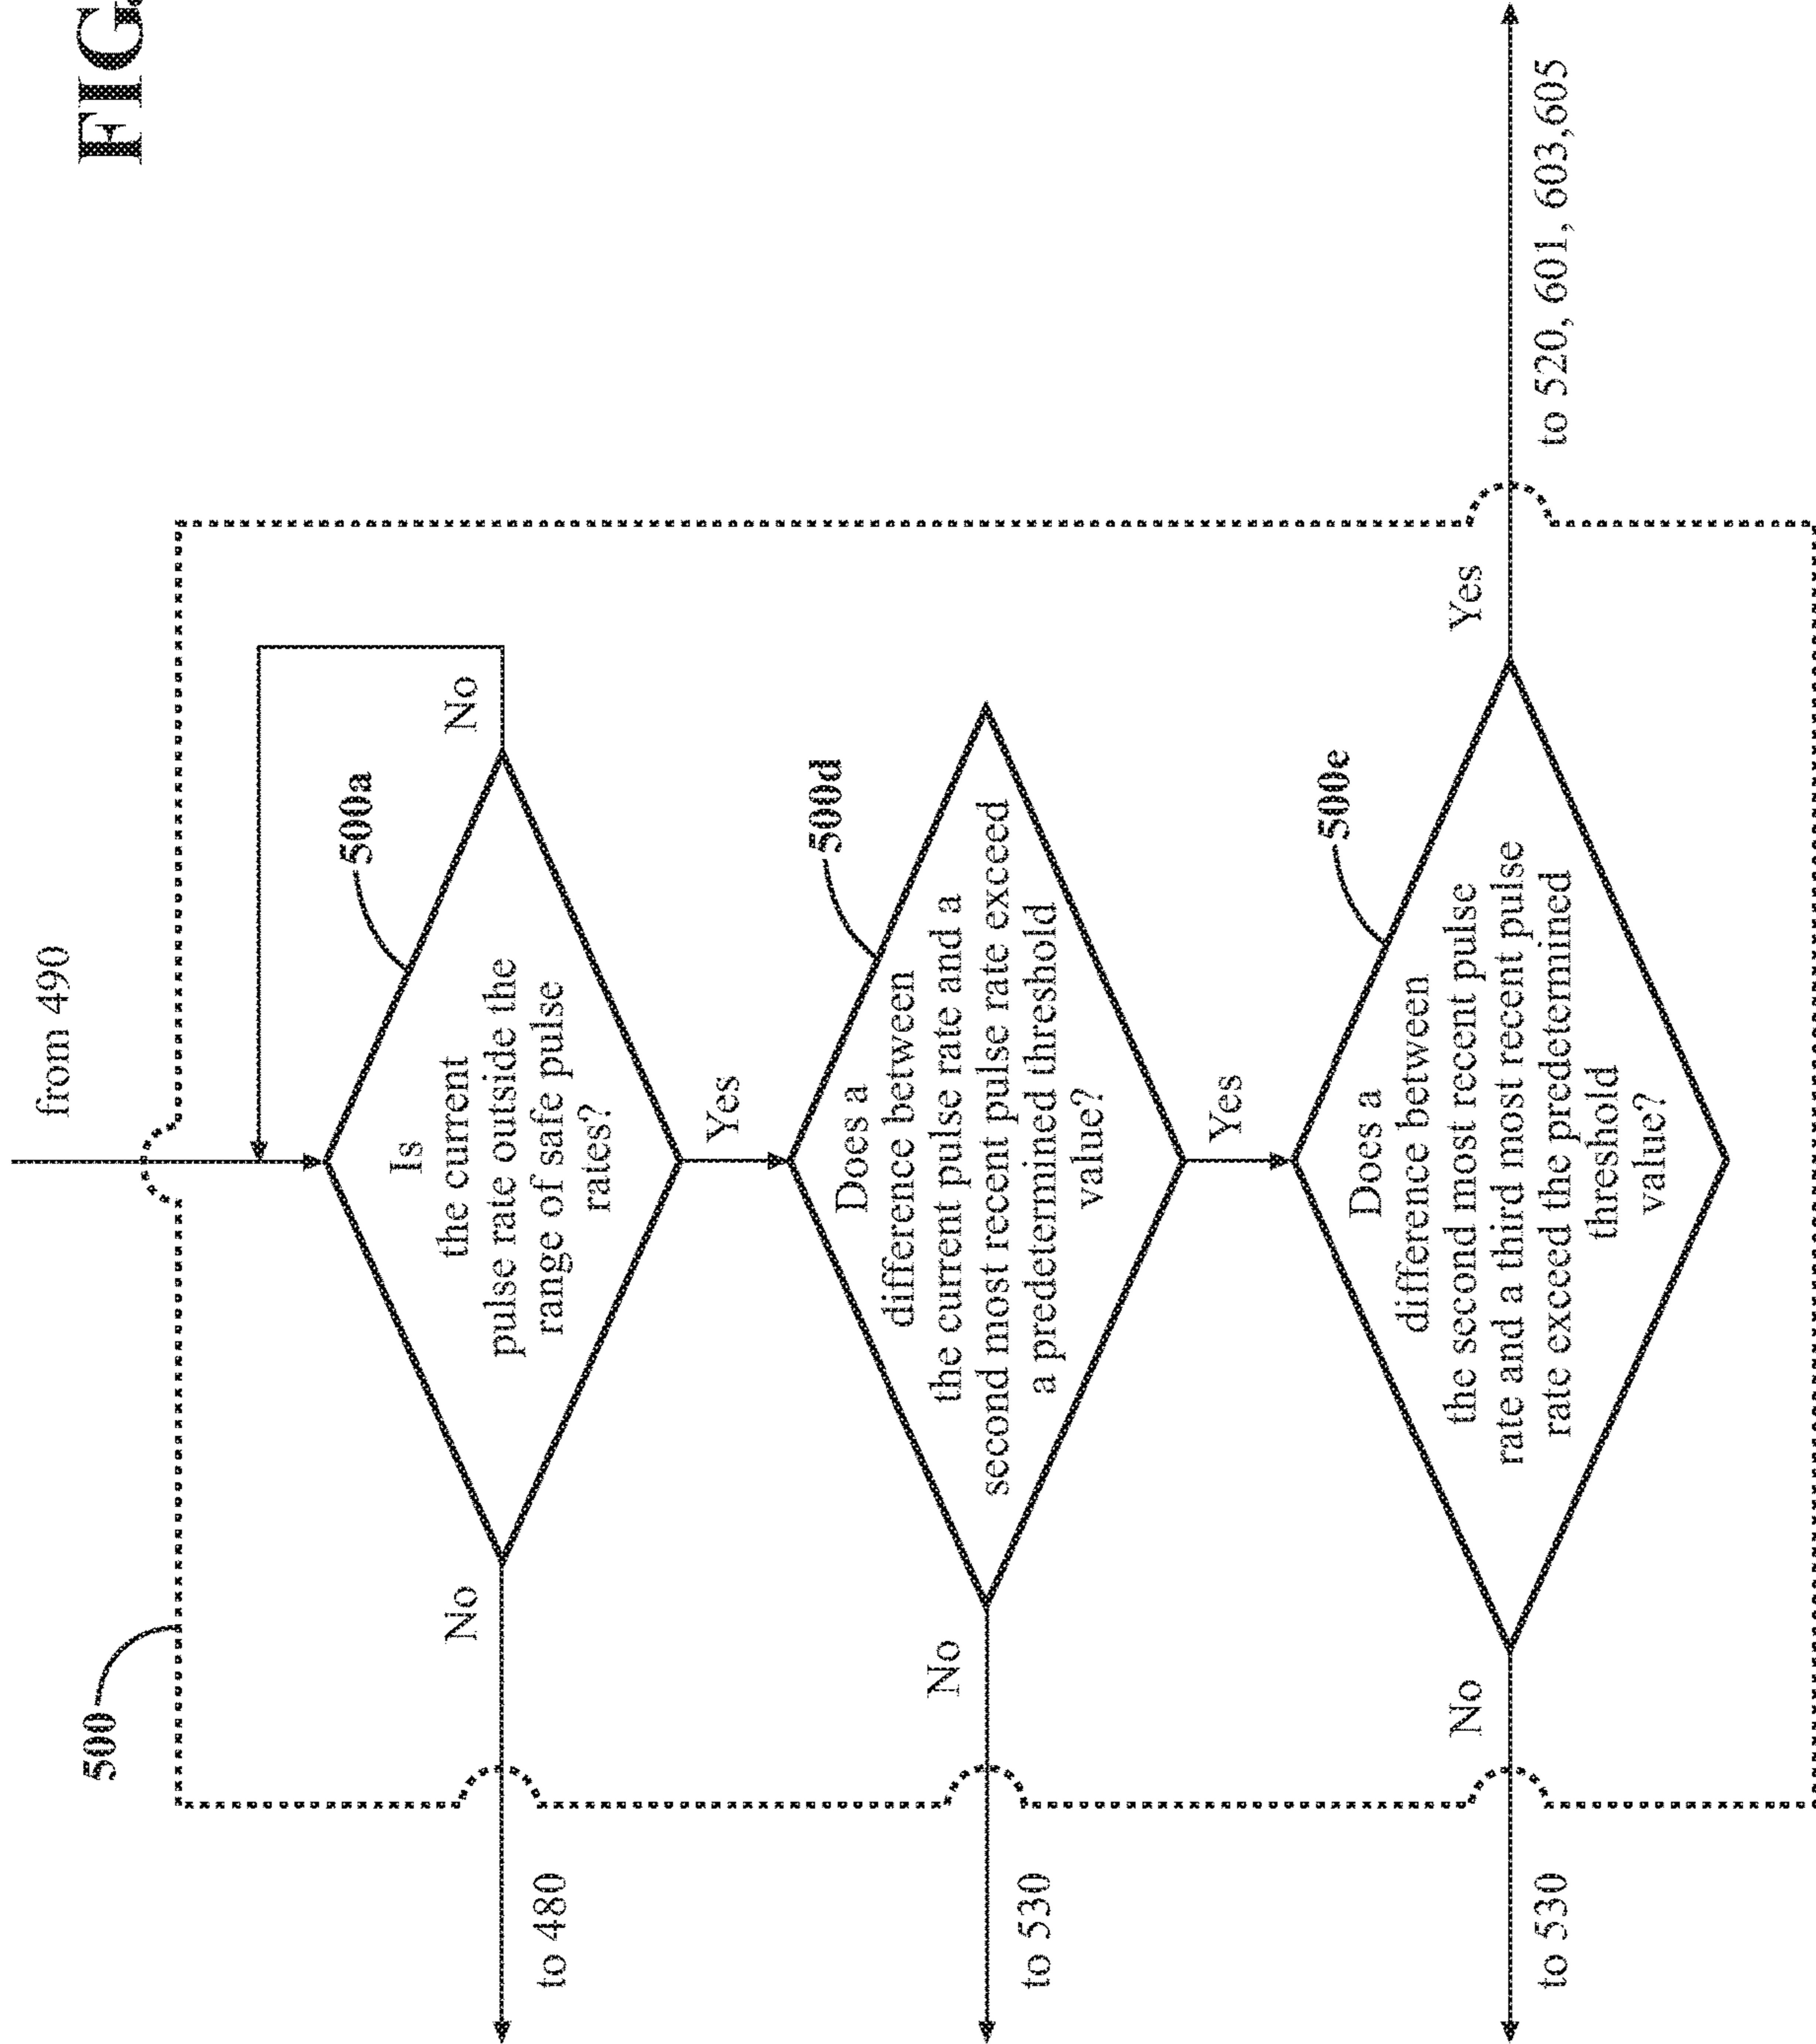 FIG.
from 490
500
500a
Is
the current
pulse rate outside the
range of safe pulse
rates?
No
No
to 480
Yes
500d
Does a
difference between
the current pulse rate and a
second most recent pulse rate exceed
a predetermined threshold
value?
No
to 530
Yes
500e
Does a
difference between
the second most recent pulse
rate and a third most recent pulse
rate exceed the predetermined
threshold
value?
No
to 530
Yes
to 520, 601, 603,605